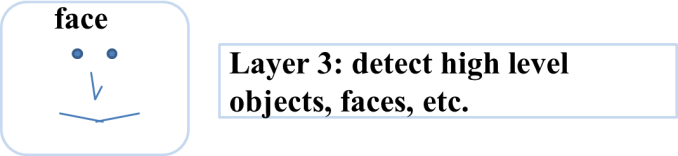 face
Layer 3: detect high level
objects, faces, etc.